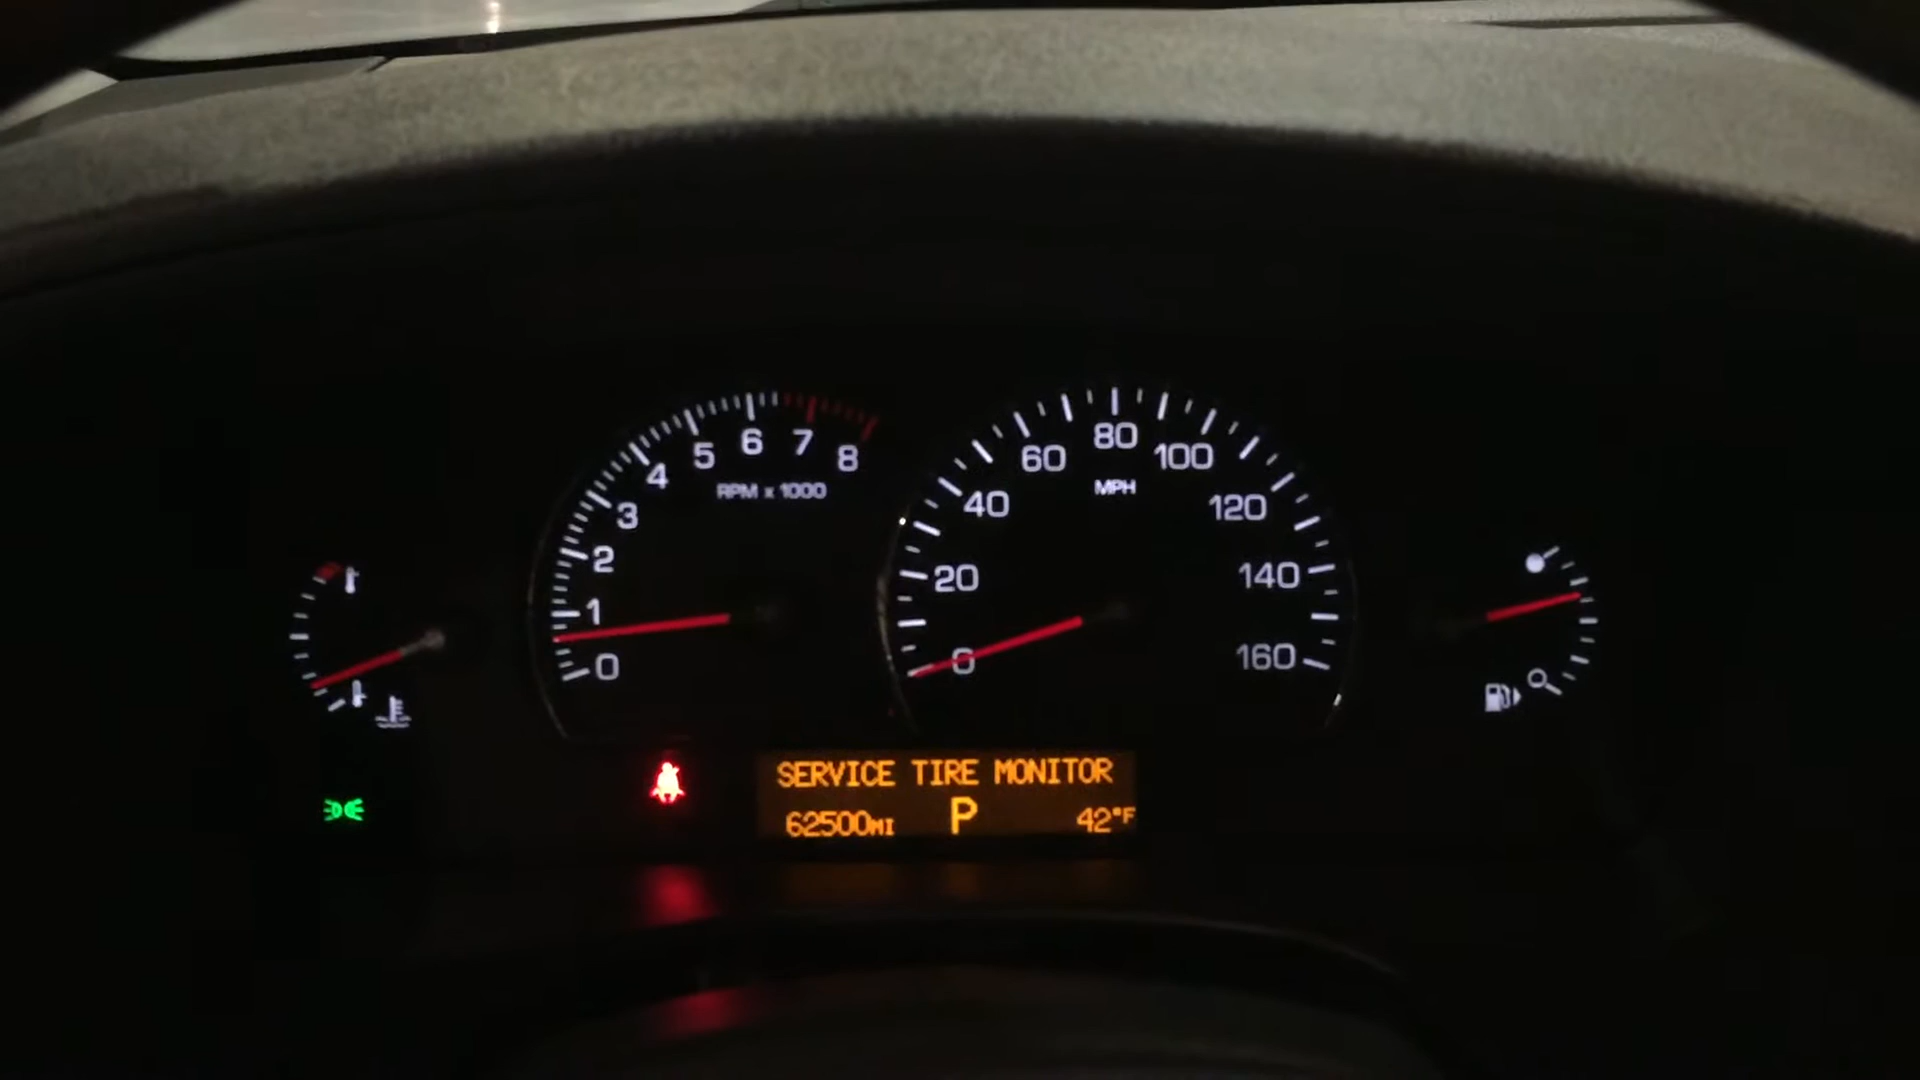 0 1 2 3 4 5 6 7 8
RPM x 1000
0 20 40 60 80 100 120 140 160
MPH
SERVICE TIRE MONITOR
62500MI P 42°F